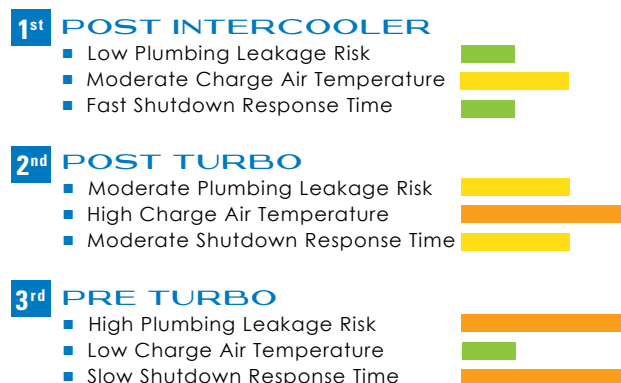 1st POST INTERCOOLER
Low Plumbing Leakage Risk
Moderate Charge Air Temperature
Fast Shutdown Response Time
2nd POST TURBO
Moderate Plumbing Leakage Risk
High Charge Air Temperature
Moderate Shutdown Response Time
3rd PRE TURBO
High Plumbing Leakage Risk
Low Charge Air Temperature
Slow Shutdown Response Time